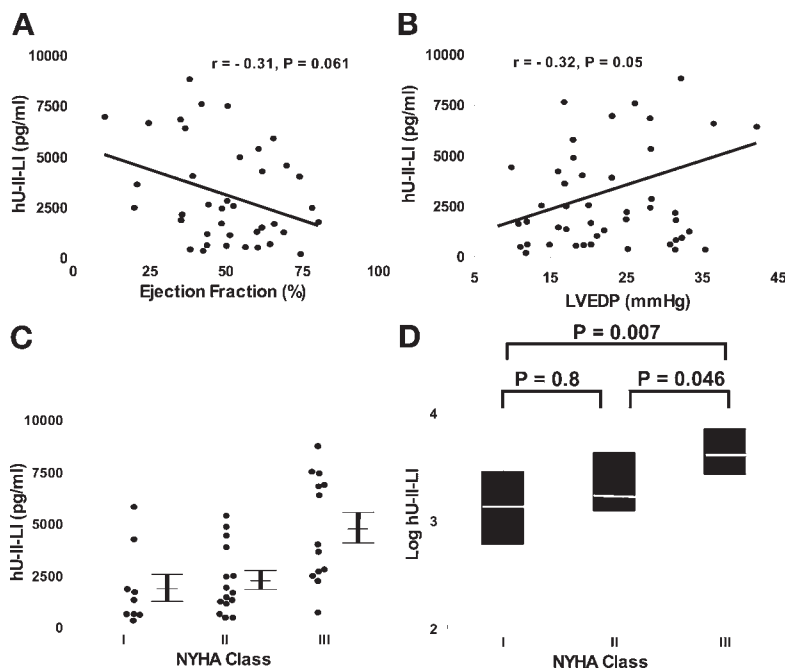 A
r = - 0.31, P = 0.061
hU-II-LI (pg/ml)
10000
7500
5000
2500
0
0 25 50 75 100
Ejection Fraction (%)
B
r = - 0.32, P = 0.05
hU-II-LI (pg/ml)
10000
7500
5000
2500
0
5 15 25 35 45
LVEDP (mmHg)
C
hU-II-LI (pg/ml)
10000
7500
5000
2500
0
I II III
NYHA Class
D
P = 0.007
P = 0.8 P = 0.046
Log hU-II-LI
4
3
2
I II III
NYHA Class